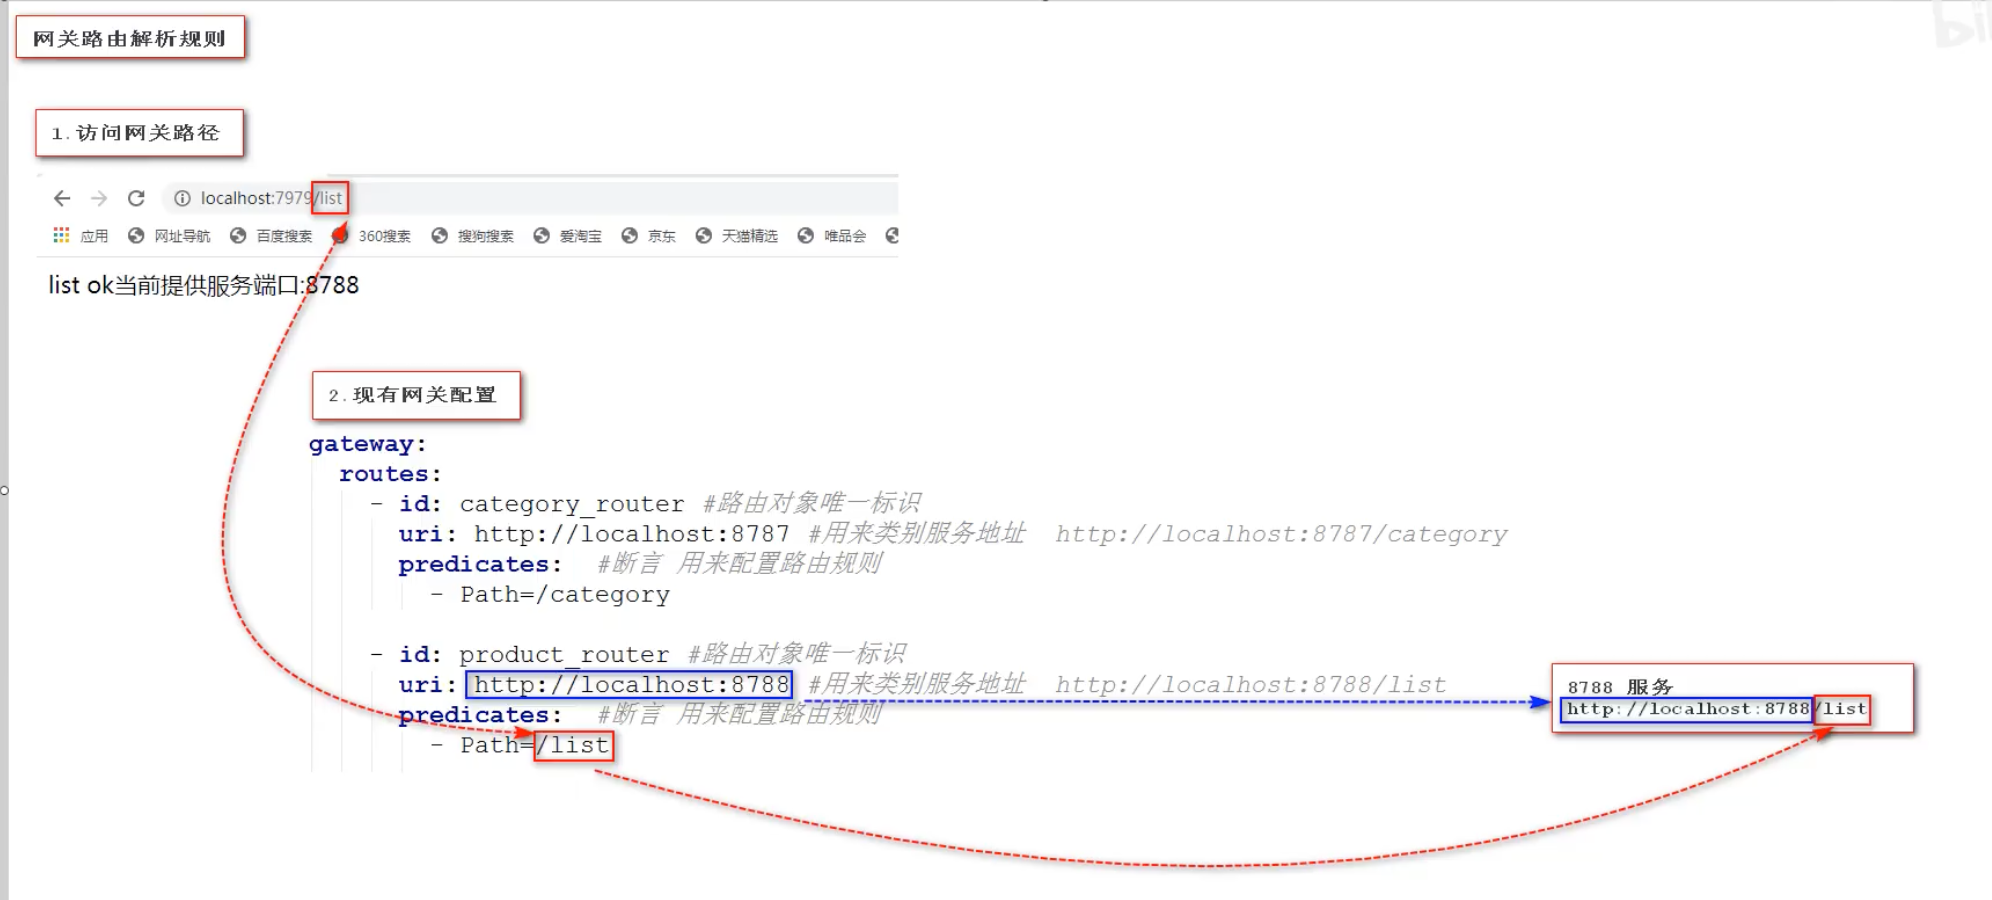 网关路由解析规则
1.访问网关路径
localhost:7979/list
应用 网址导航 百度搜索 360搜索 搜狗搜索 爱淘宝 京东 天猫精选 唯品会
list ok当前提供服务端口:8788
2.现有网关配置
gateway:
routes:
- id: category_router #路由对象唯一标识
uri: http://localhost:8787 #用来类别服务地址 http://localhost:8787/category
predicates: #断言 用来配置路由规则
- Path=/category
- id: product_router #路由对象唯一标识
uri: http://localhost:8788 #用来类别服务地址 http://localhost:8788/list
predicates: #断言 用来配置路由规则
- Path=/list
8788 服务
http://localhost:8788/list